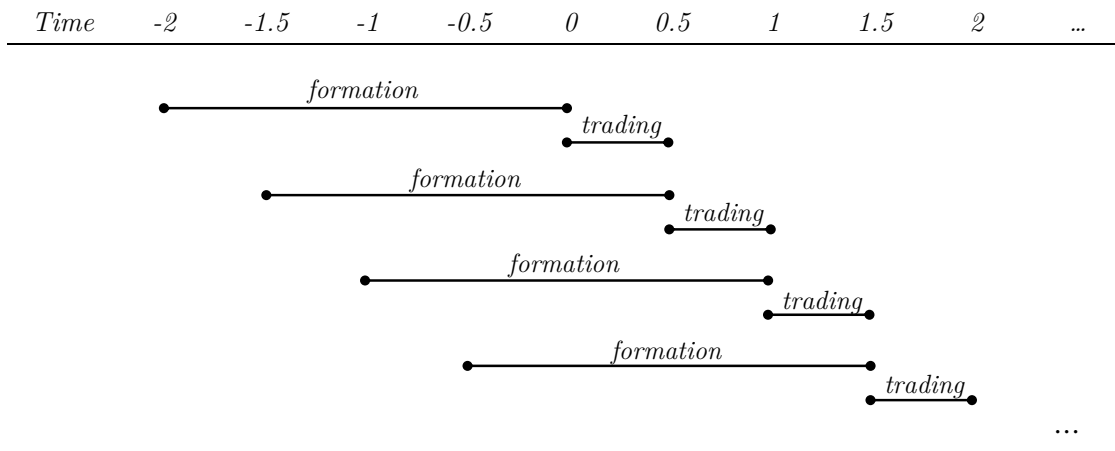 Time -2 -1.5 -1 -0.5 0 0.5 1 1.5 2 ...
formation
trading
formation
trading
formation
trading
formation
trading
...